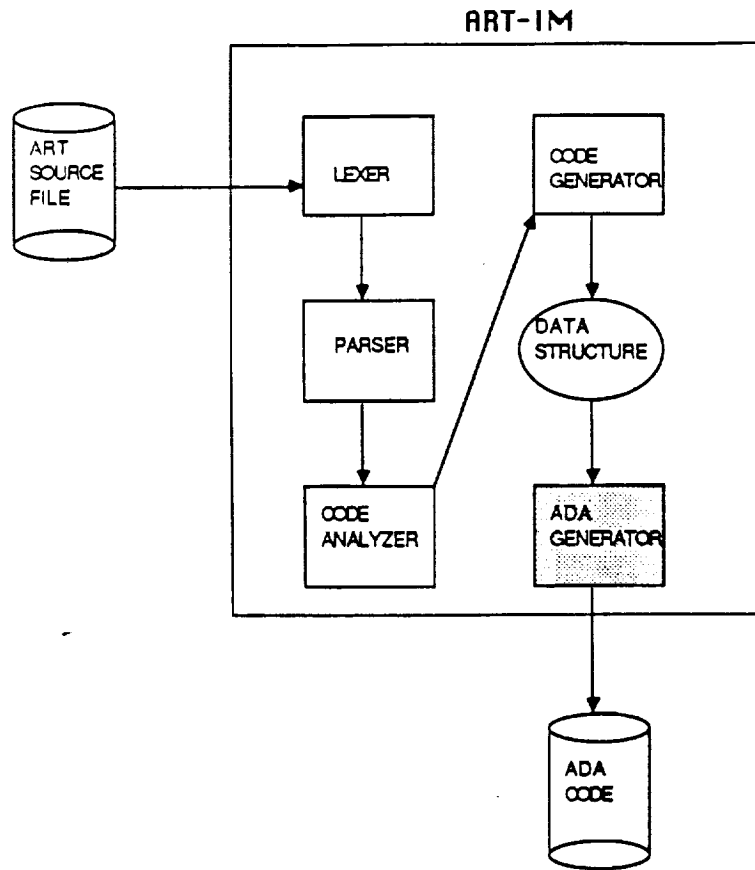 ART-IM
ART
SOURCE
FILE
LEXER
PARSER
CODE
ANALYZER
CODE
GENERATOR
DATA
STRUCTURE
ADA
GENERATOR
ADA
CODE